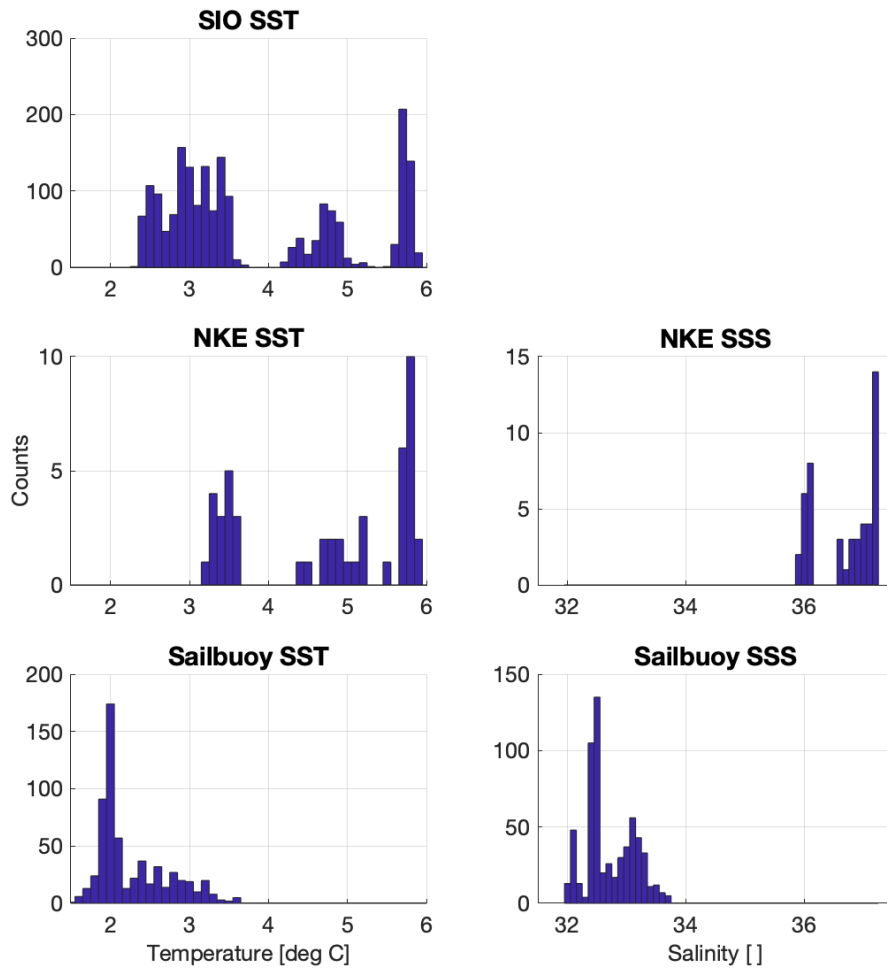 SIO SST
300
200
100
0
2 3 4 5 6
NKE SST
10
5
0
2 3 4 5 6
Counts
NKE SSS
15
10
5
0
32 34 36
Sailbuoy SST
200
150
100
50
0
2 3 4 5 6
Temperature [deg C]
Sailbuoy SSS
150
100
50
0
32 34 36
Salinity [ ]